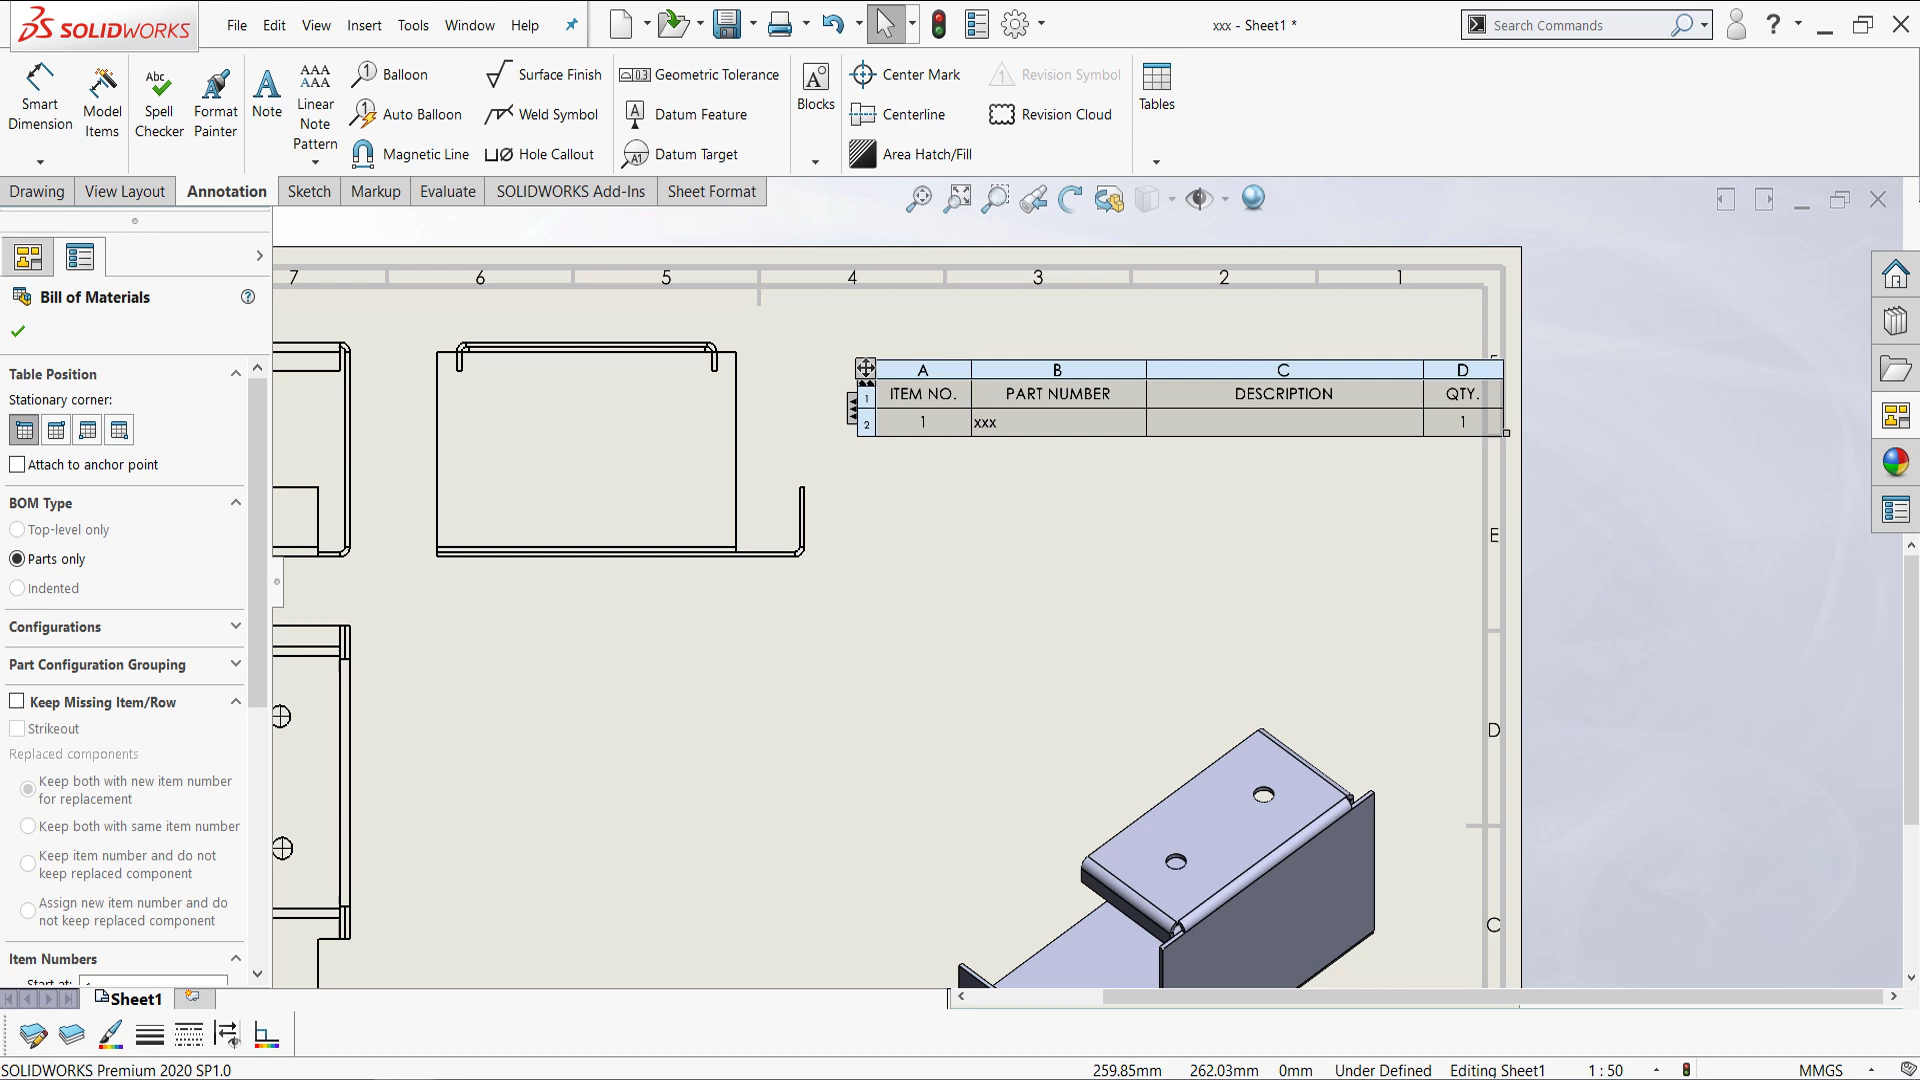 SOLIDWORKS
File Edit View Insert Tools Window Help
xxx - Sheet1 *
Search Commands
Smart Dimension
Model Items
Spell Checker
Format Painter
Note
Linear Note Pattern
Balloon
Auto Balloon
Magnetic Line
Surface Finish
Weld Symbol
Hole Callout
Geometric Tolerance
Datum Feature
Datum Target
Blocks
Center Mark
Centerline
Area Hatch/Fill
Revision Symbol
Revision Cloud
Tables
Drawing View Layout Annotation Sketch Markup Evaluate SOLIDWORKS Add-Ins Sheet Format
Bill of Materials
Table Position
Stationary corner:
Attach to anchor point
BOM Type
Top-level only
Parts only
Indented
Configurations
Part Configuration Grouping
Keep Missing Item/Row
Strikeout
Replaced components
Keep both with new item number
for replacement
Keep both with same item number
Keep item number and do not
keep replaced component
Assign new item number and do
not keep replaced component
Item Numbers
Start at:
7 6 5 4 3 2 1
A B C D
1 ITEM NO. PART NUMBER DESCRIPTION QTY.
2 1 xxx 1
E
D
C
Sheet1
SOLIDWORKS Premium 2020 SP1.0
259.85mm 262.03mm 0mm Under Defined Editing Sheet1 1 : 50 MMGS